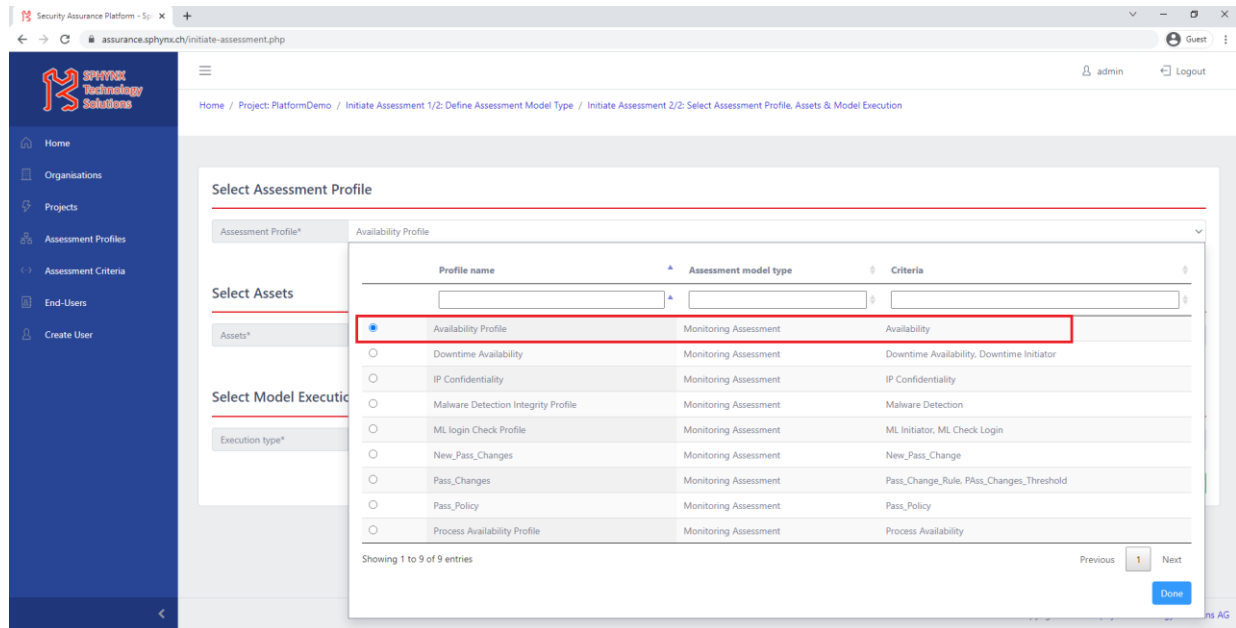 Security Assurance Platform - Sp
assurance.sphynx.ch/initiate-assessment.php
Guest
SPHYNX
Technology
Solutions
admin
Logout
Home / Project: PlatformDemo / Initiate Assessment 1/2: Define Assessment Model Type / Initiate Assessment 2/2: Select Assessment Profile, Assets & Model Execution
Home
Organisations
Projects
Assessment Profiles
Assessment Criteria
End-Users
Create User
Select Assessment Profile
Assessment Profile* Availability Profile
Select Assets
Assets*
Select Model Executio
Execution type*
Profile name Assessment model type Criteria
Availability Profile Monitoring Assessment Availability
Downtime Availability Monitoring Assessment Downtime Availability, Downtime Initiator
IP Confidentiality Monitoring Assessment IP Confidentiality
Malware Detection Integrity Profile Monitoring Assessment Malware Detection
ML login Check Profile Monitoring Assessment ML Initiator, ML Check Login
New_Pass_Changes Monitoring Assessment New_Pass_Change
Pass_Changes Monitoring Assessment Pass_Change_Rule, PAss_Changes_Threshold
Pass_Policy Monitoring Assessment Pass_Policy
Process Availability Profile Monitoring Assessment Process Availability
Showing 1 to 9 of 9 entries
Previous 1 Next
Done
ns AG